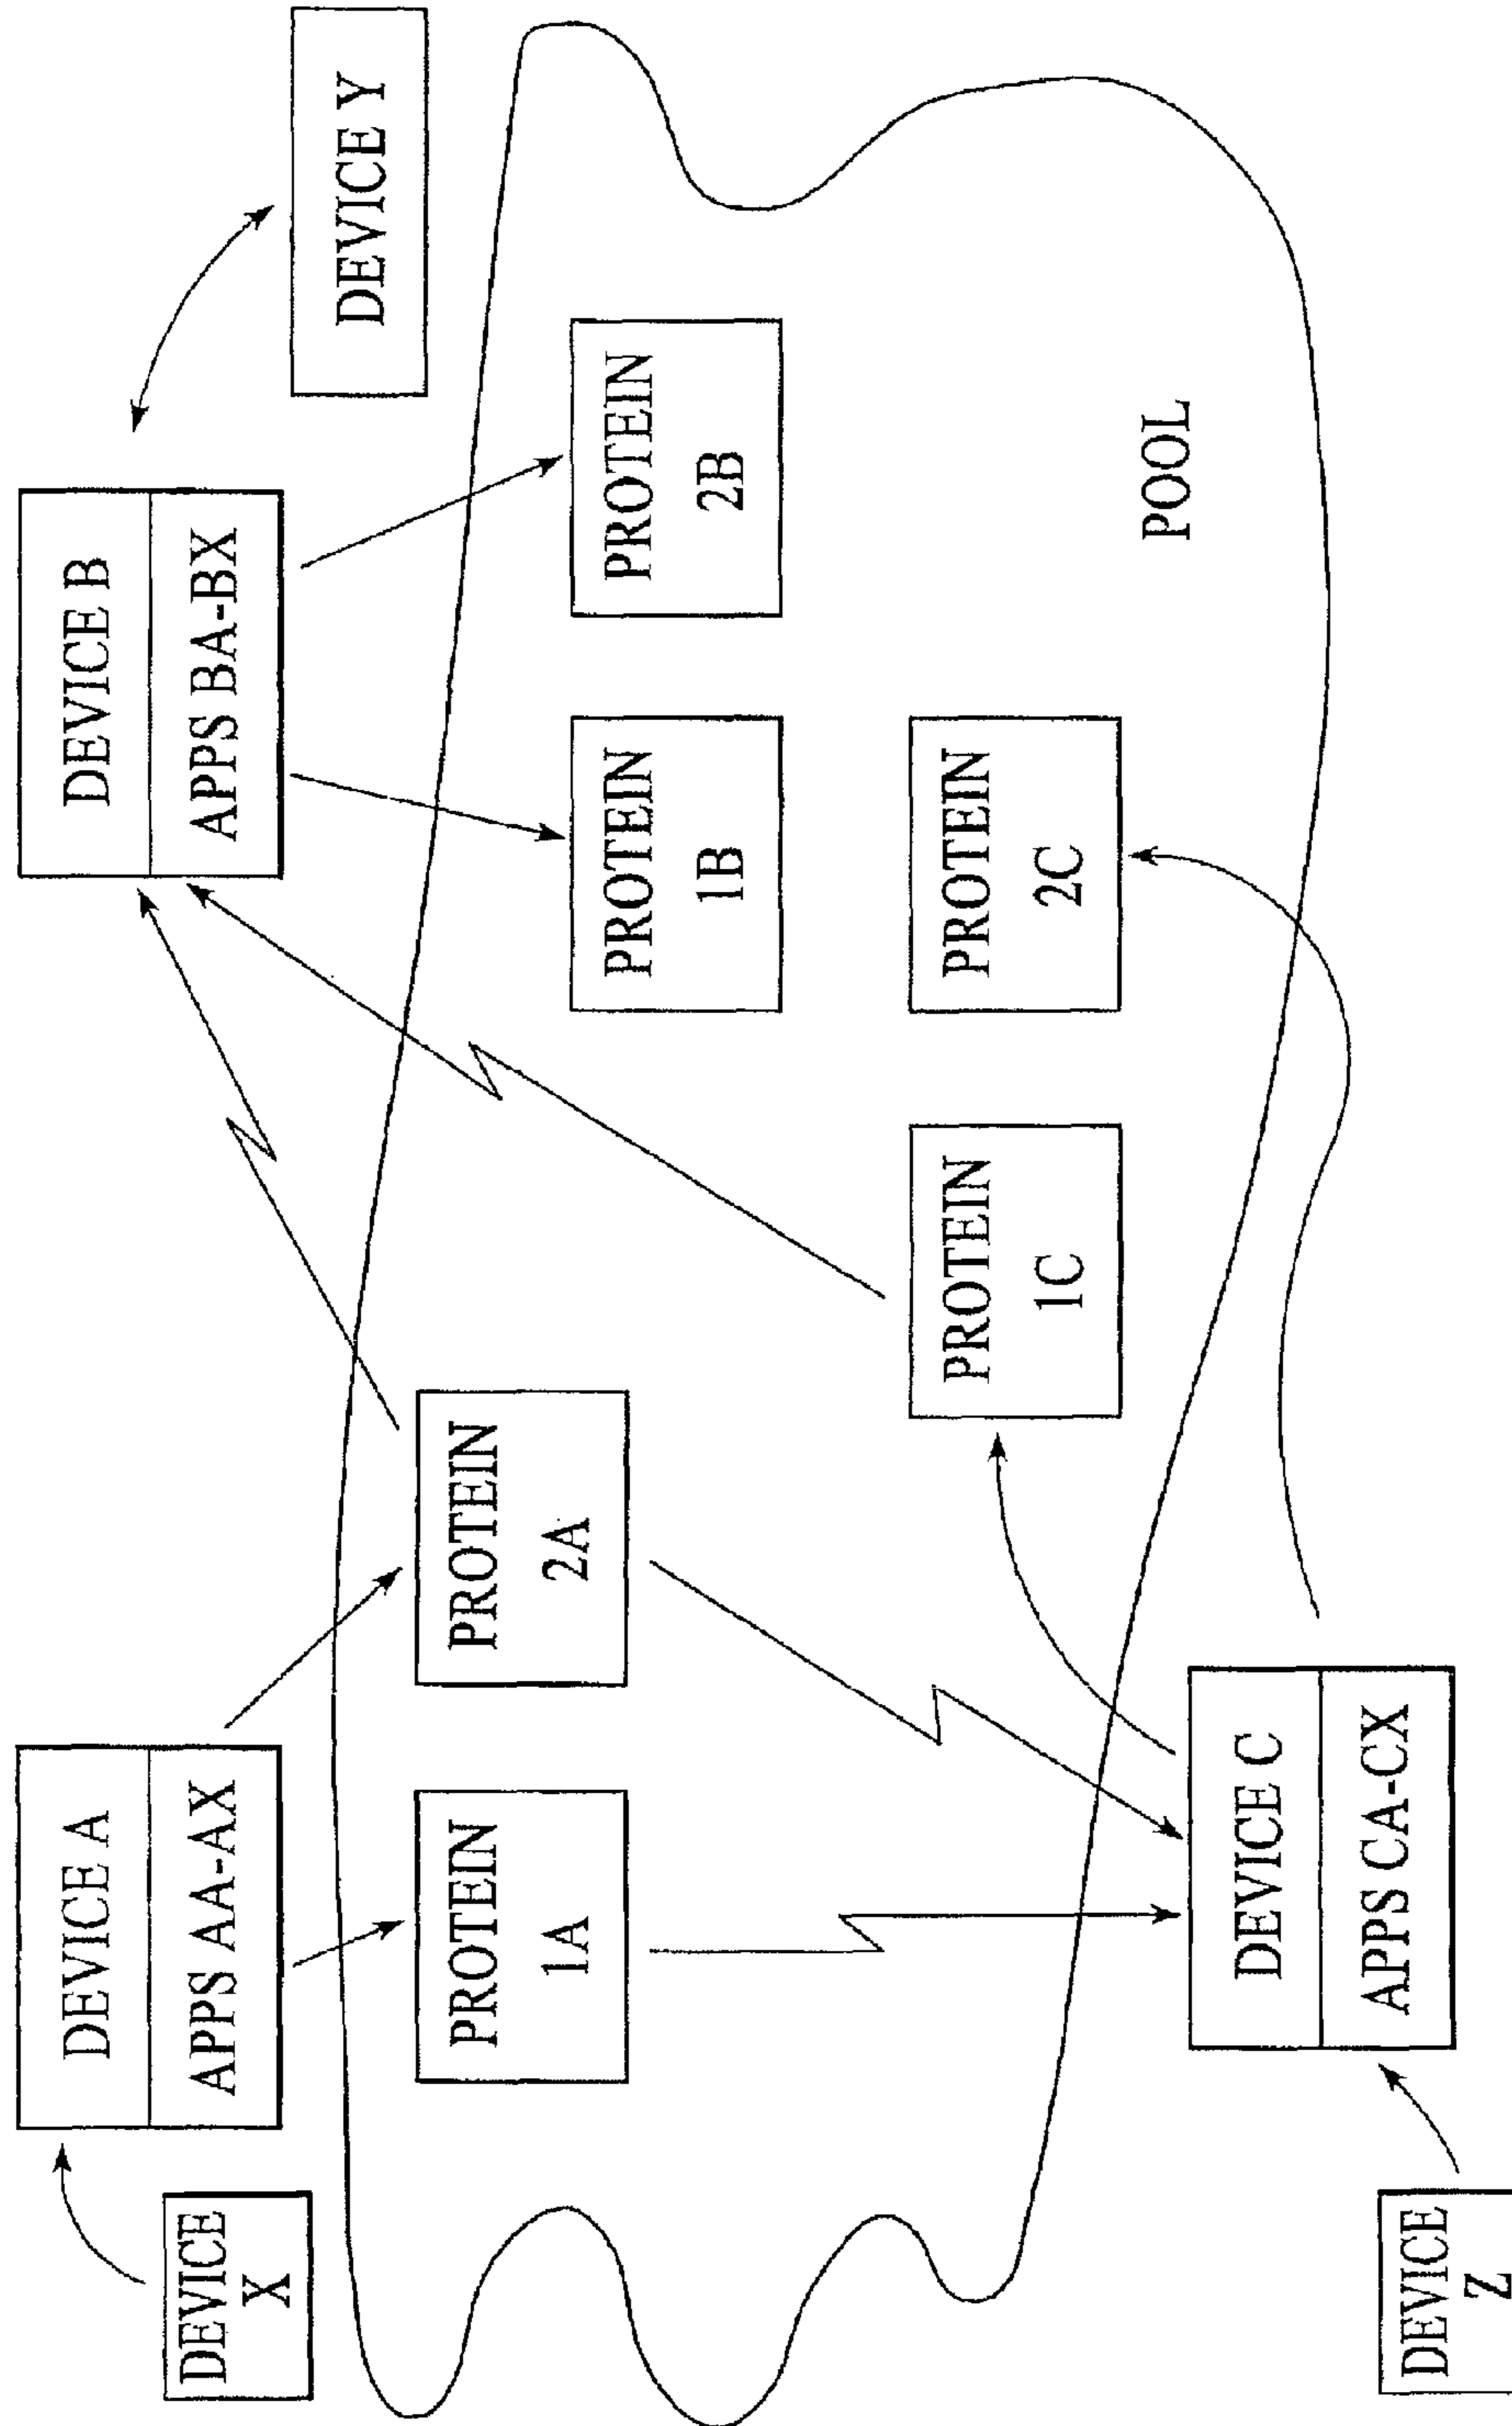 DEVICE
X
DEVICE A
APPS AA-AX
DEVICE B
APPS BA-BX
DEVICE Y
PROTEIN
1A
PROTEIN
2A
PROTEIN
1B
PROTEIN
2B
PROTEIN
1C
PROTEIN
2C
POOL
DEVICE C
APPS CA-CX
DEVICE
Z